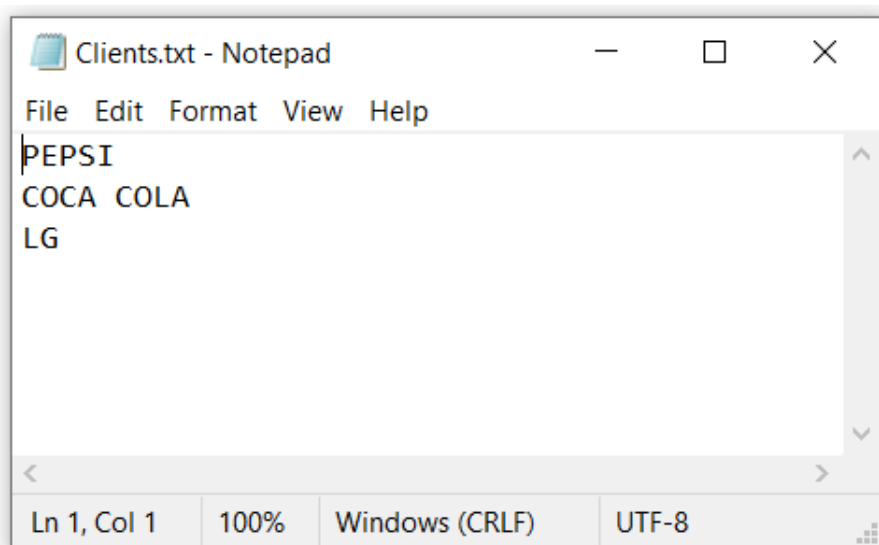 Clients.txt - Notepad
File Edit Format View Help
PEPSI
COCA COLA
LG
Ln 1, Col 1 100% Windows (CRLF) UTF-8